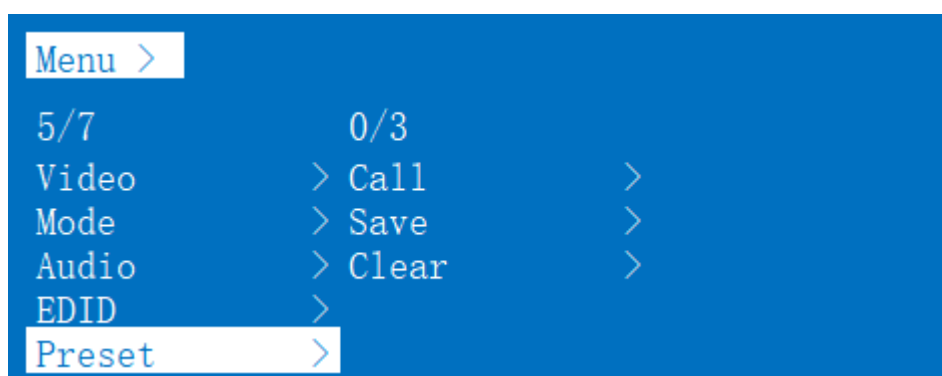 Menu >
5/7 0/3
Video > Call >
Mode > Save >
Audio > Clear >
EDID >
Preset >